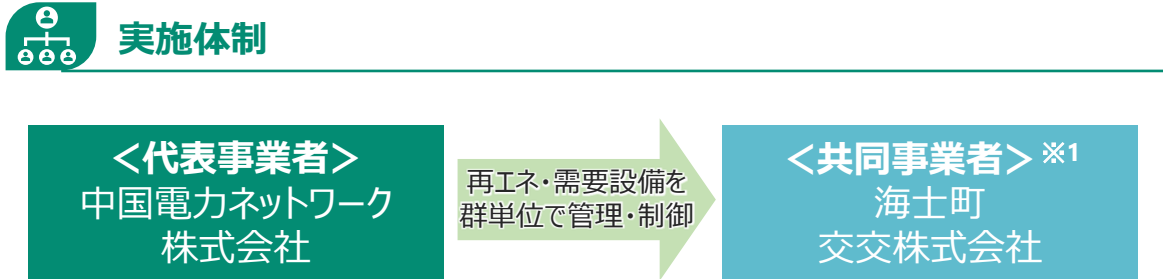 実施体制
＜代表事業者＞
中国電力ネットワーク
株式会社
再エネ・需要設備を
群単位で管理・制御
＜共同事業者＞※1
海士町
交交株式会社